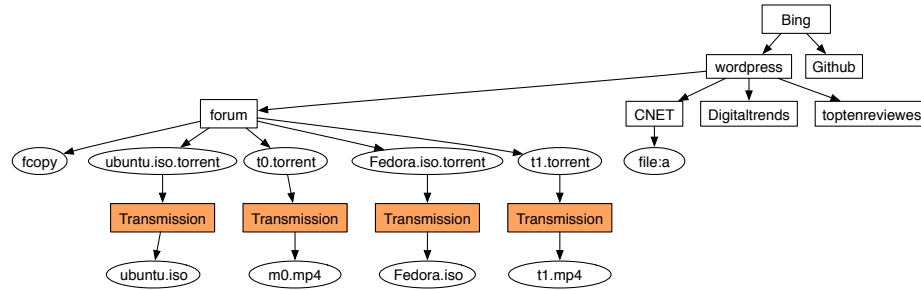 Bing
wordpress
Github
forum
CNET
Digitaltrends
toptenreviewes
fcopy
ubuntu.iso.torrent
t0.torrent
Fedora.iso.torrent
t1.torrent
file:a
Transmission
Transmission
Transmission
Transmission
ubuntu.iso
m0.mp4
Fedora.iso
t1.mp4